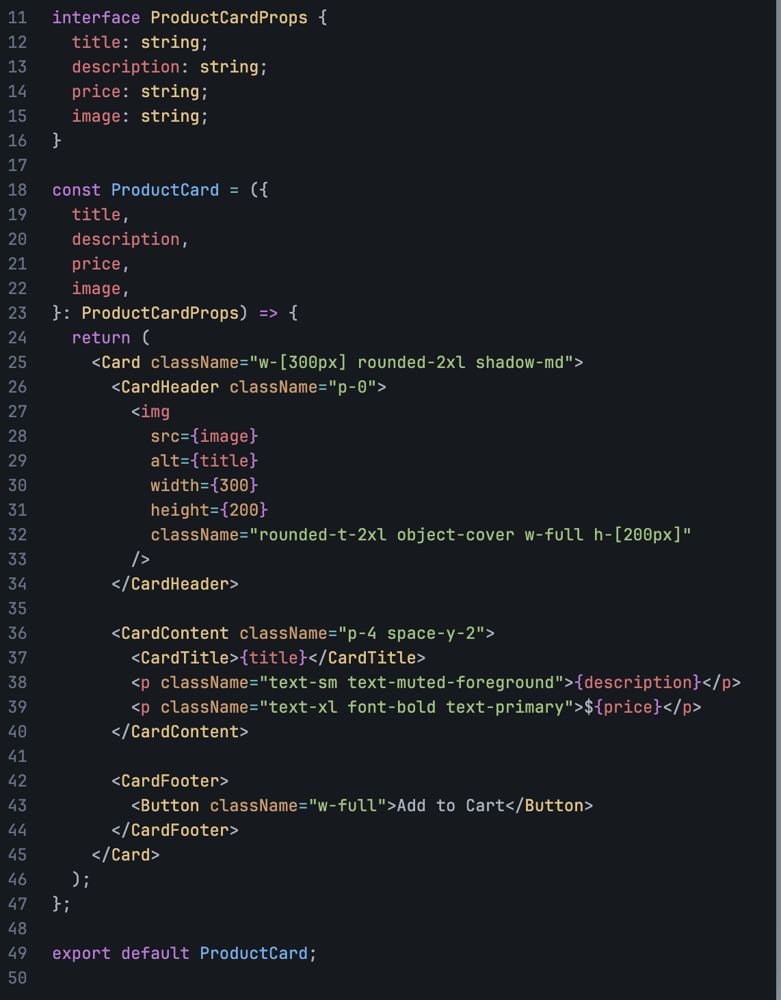 11 interface ProductCardProps {
12   title: string;
13   description: string;
14   price: string;
15   image: string;
16 }
17
18 const ProductCard = ({
19   title,
20   description,
21   price,
22   image,
23 }: ProductCardProps) => {
24   return (
25     <Card className="w-[300px] rounded-2xl shadow-md">
26       <CardHeader className="p-0">
27         <img
28           src={image}
29           alt={title}
30           width={300}
31           height={200}
32           className="rounded-t-2xl object-cover w-full h-[200px]"
33         />
34       </CardHeader>
35
36       <CardContent className="p-4 space-y-2">
37         <CardTitle>{title}</CardTitle>
38         <p className="text-sm text-muted-foreground">{description}</p>
39         <p className="text-xl font-bold text-primary">${price}</p>
40       </CardContent>
41
42       <CardFooter>
43         <Button className="w-full">Add to Cart</Button>
44       </CardFooter>
45     </Card>
46   );
47 };
48
49 export default ProductCard;
50